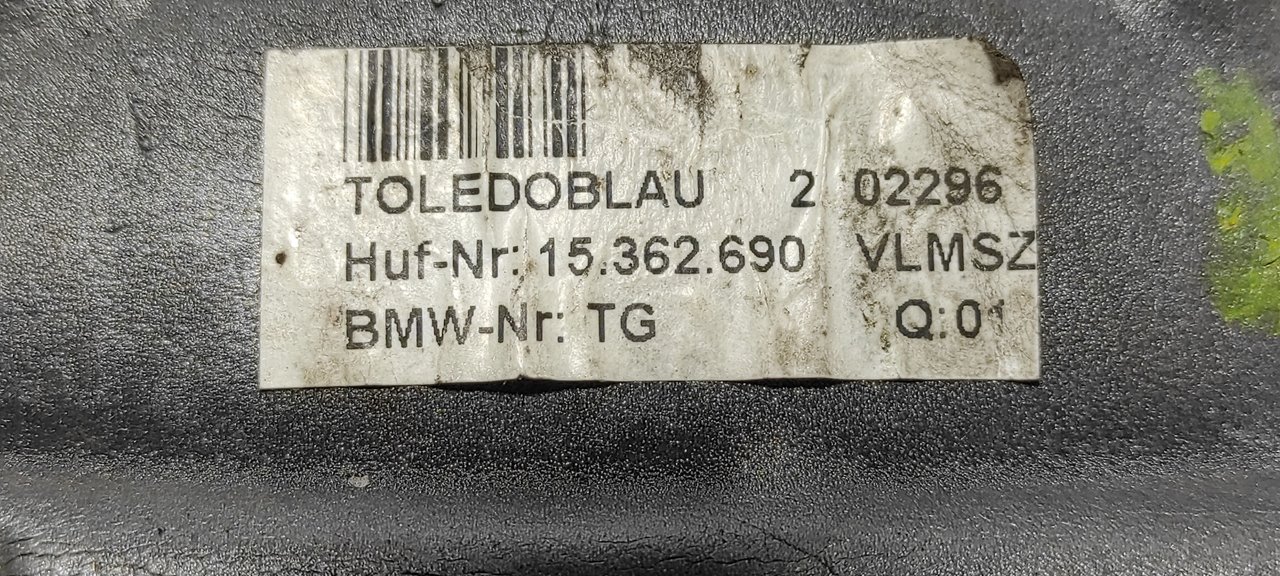 TOLEDOBLAU 2 02296
Huf-Nr: 15.362.690 VLMSZ
BMW-Nr: TG Q:01